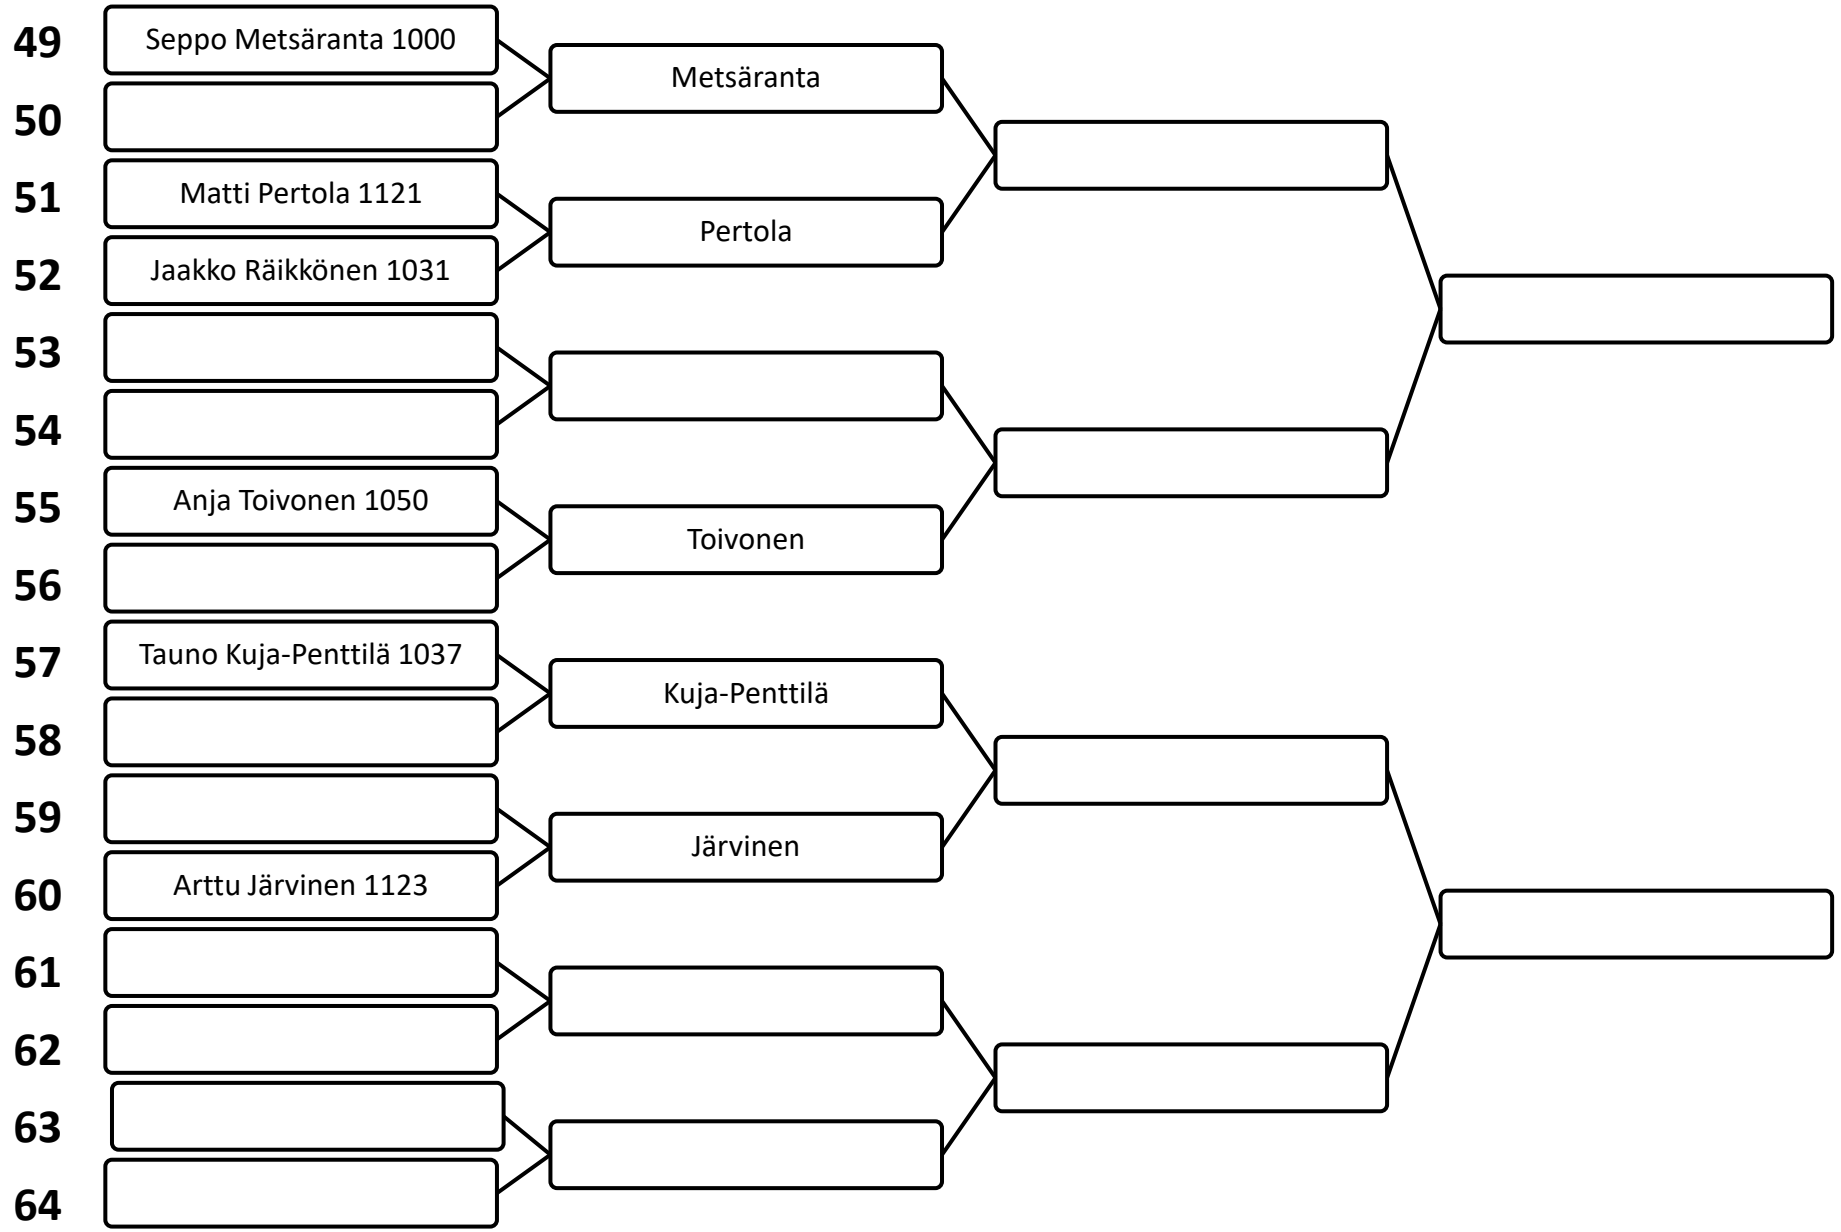 49 Seppo Metsäranta 1000
Metsäranta
50
51 Matti Pertola 1121
Pertola
52 Jaakko Räikkönen 1031
53
54
55 Anja Toivonen 1050
Toivonen
56
57 Tauno Kuja-Penttilä 1037
Kuja-Penttilä
58
59
Järvinen
60 Arttu Järvinen 1123
61
62
63
64